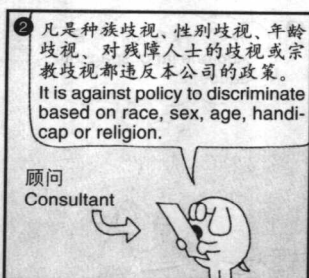 ❷ 凡是种族歧视、性别歧视、年龄
歧视、对残障人士的歧视或宗
教歧视都违反本公司的政策。
It is against policy to discriminate
based on race, sex, age, handi-
cap or religion.
顾问
Consultant